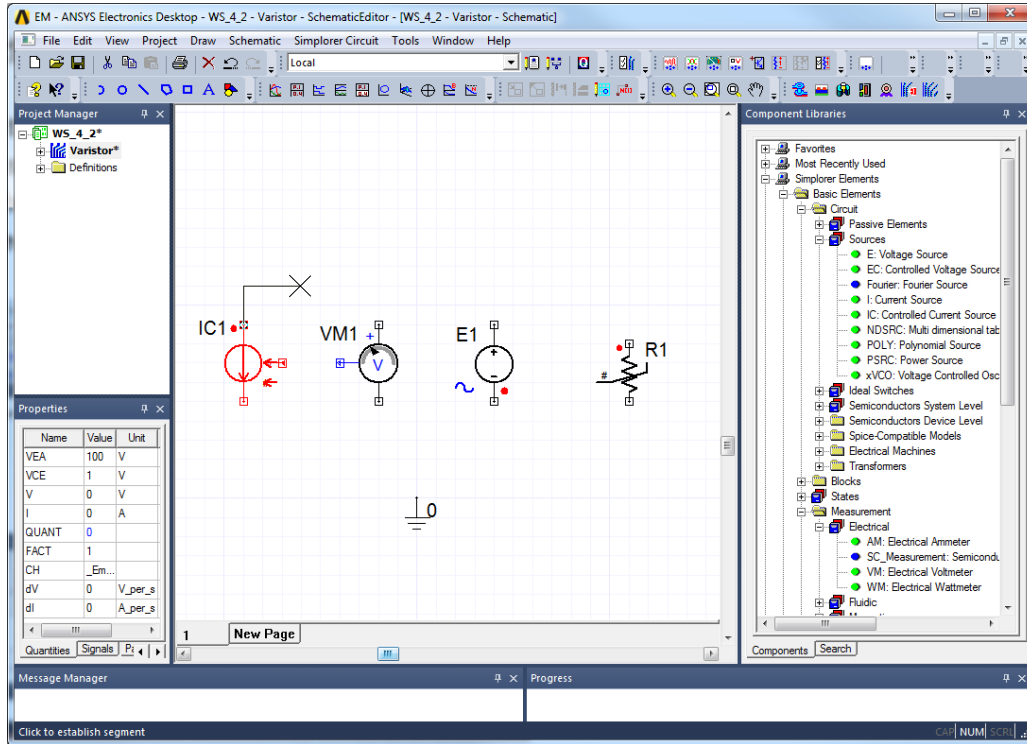 EM - ANSYS Electronics Desktop - WS_4_2 - Varistor - SchematicEditor - [WS_4_2 - Varistor - Schematic]
File Edit View Project Draw Schematic Simplorer Circuit Tools Window Help
Local
Project Manager
WS_4_2*
Varistor*
Definitions
Properties
Name Value Unit
VEA 100 V
VCE 1 V
V 0 V
I 0 A
QUANT 0
FACT 1
CH _Em...
dV 0 V_per_s
dI 0 A_per_s
Quantities Signals
IC1
VM1
+
V
E1
+
R1
#
0
1 New Page
Component Libraries
Favorites
Most Recently Used
Simplorer Elements
Basic Elements
Circuit
Passive Elements
Sources
E: Voltage Source
EC: Controlled Voltage Source
Fourier: Fourier Source
I: Current Source
IC: Controlled Current Source
NDSRC: Multi dimensional tab
POLY: Polynomial Source
PSRC: Power Source
xVCO: Voltage Controlled Osc
Ideal Switches
Semiconductors System Level
Semiconductors Device Level
Spice-Compatible Models
Electrical Machines
Transformers
Blocks
States
Measurement
Electrical
AM: Electrical Ammeter
SC_Measurement: Semicondu
VM: Electrical Voltmeter
WM: Electrical Wattmeter
Fluidic
Components Search
Message Manager
Progress
Click to establish segment
CAP NUM SCRL